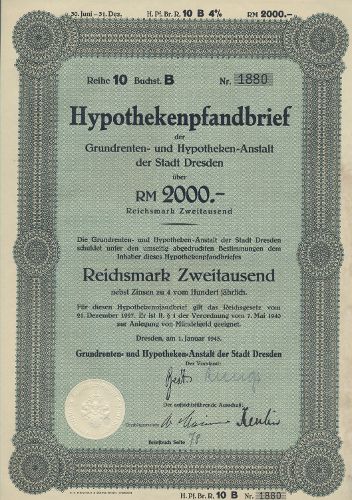 30. Juni - 31. Dez. H. Pf. Br. R. 10 B 4% RM 2000.–
Reihe 10 Buchst. B Nr. 1880
Hypothekenpfandbrief
der
Grundrenten- und Hypotheken-Anstalt
der Stadt Dresden
über
RM 2000.–
Reichsmark Zweitausend
Die Grundrenten- und Hypotheken-Anstalt der Stadt Dresden
schuldet unter den umseitig abgedruckten Bestimmungen dem
Inhaber dieses Hypothekenpfandbriefes
Reichsmark Zweitausend
nebst Zinsen zu 4 vom Hundert jährlich.
Für diesen Hypothekenpfandbrief gilt das Reichsgesetz vom
21. Dezember 1927. Er ist lt. § 1 der Verordnung vom 7. Mai 1940
zur Anlegung von Mündelgeld geeignet.
Dresden, am 1. Januar 1943.
Grundrenten- und Hypotheken-Anstalt der Stadt Dresden
Der Vorstand:
Der aufsichtführende Ausschuß:
H. Pf. Br. R. 10 B Nr. 1880